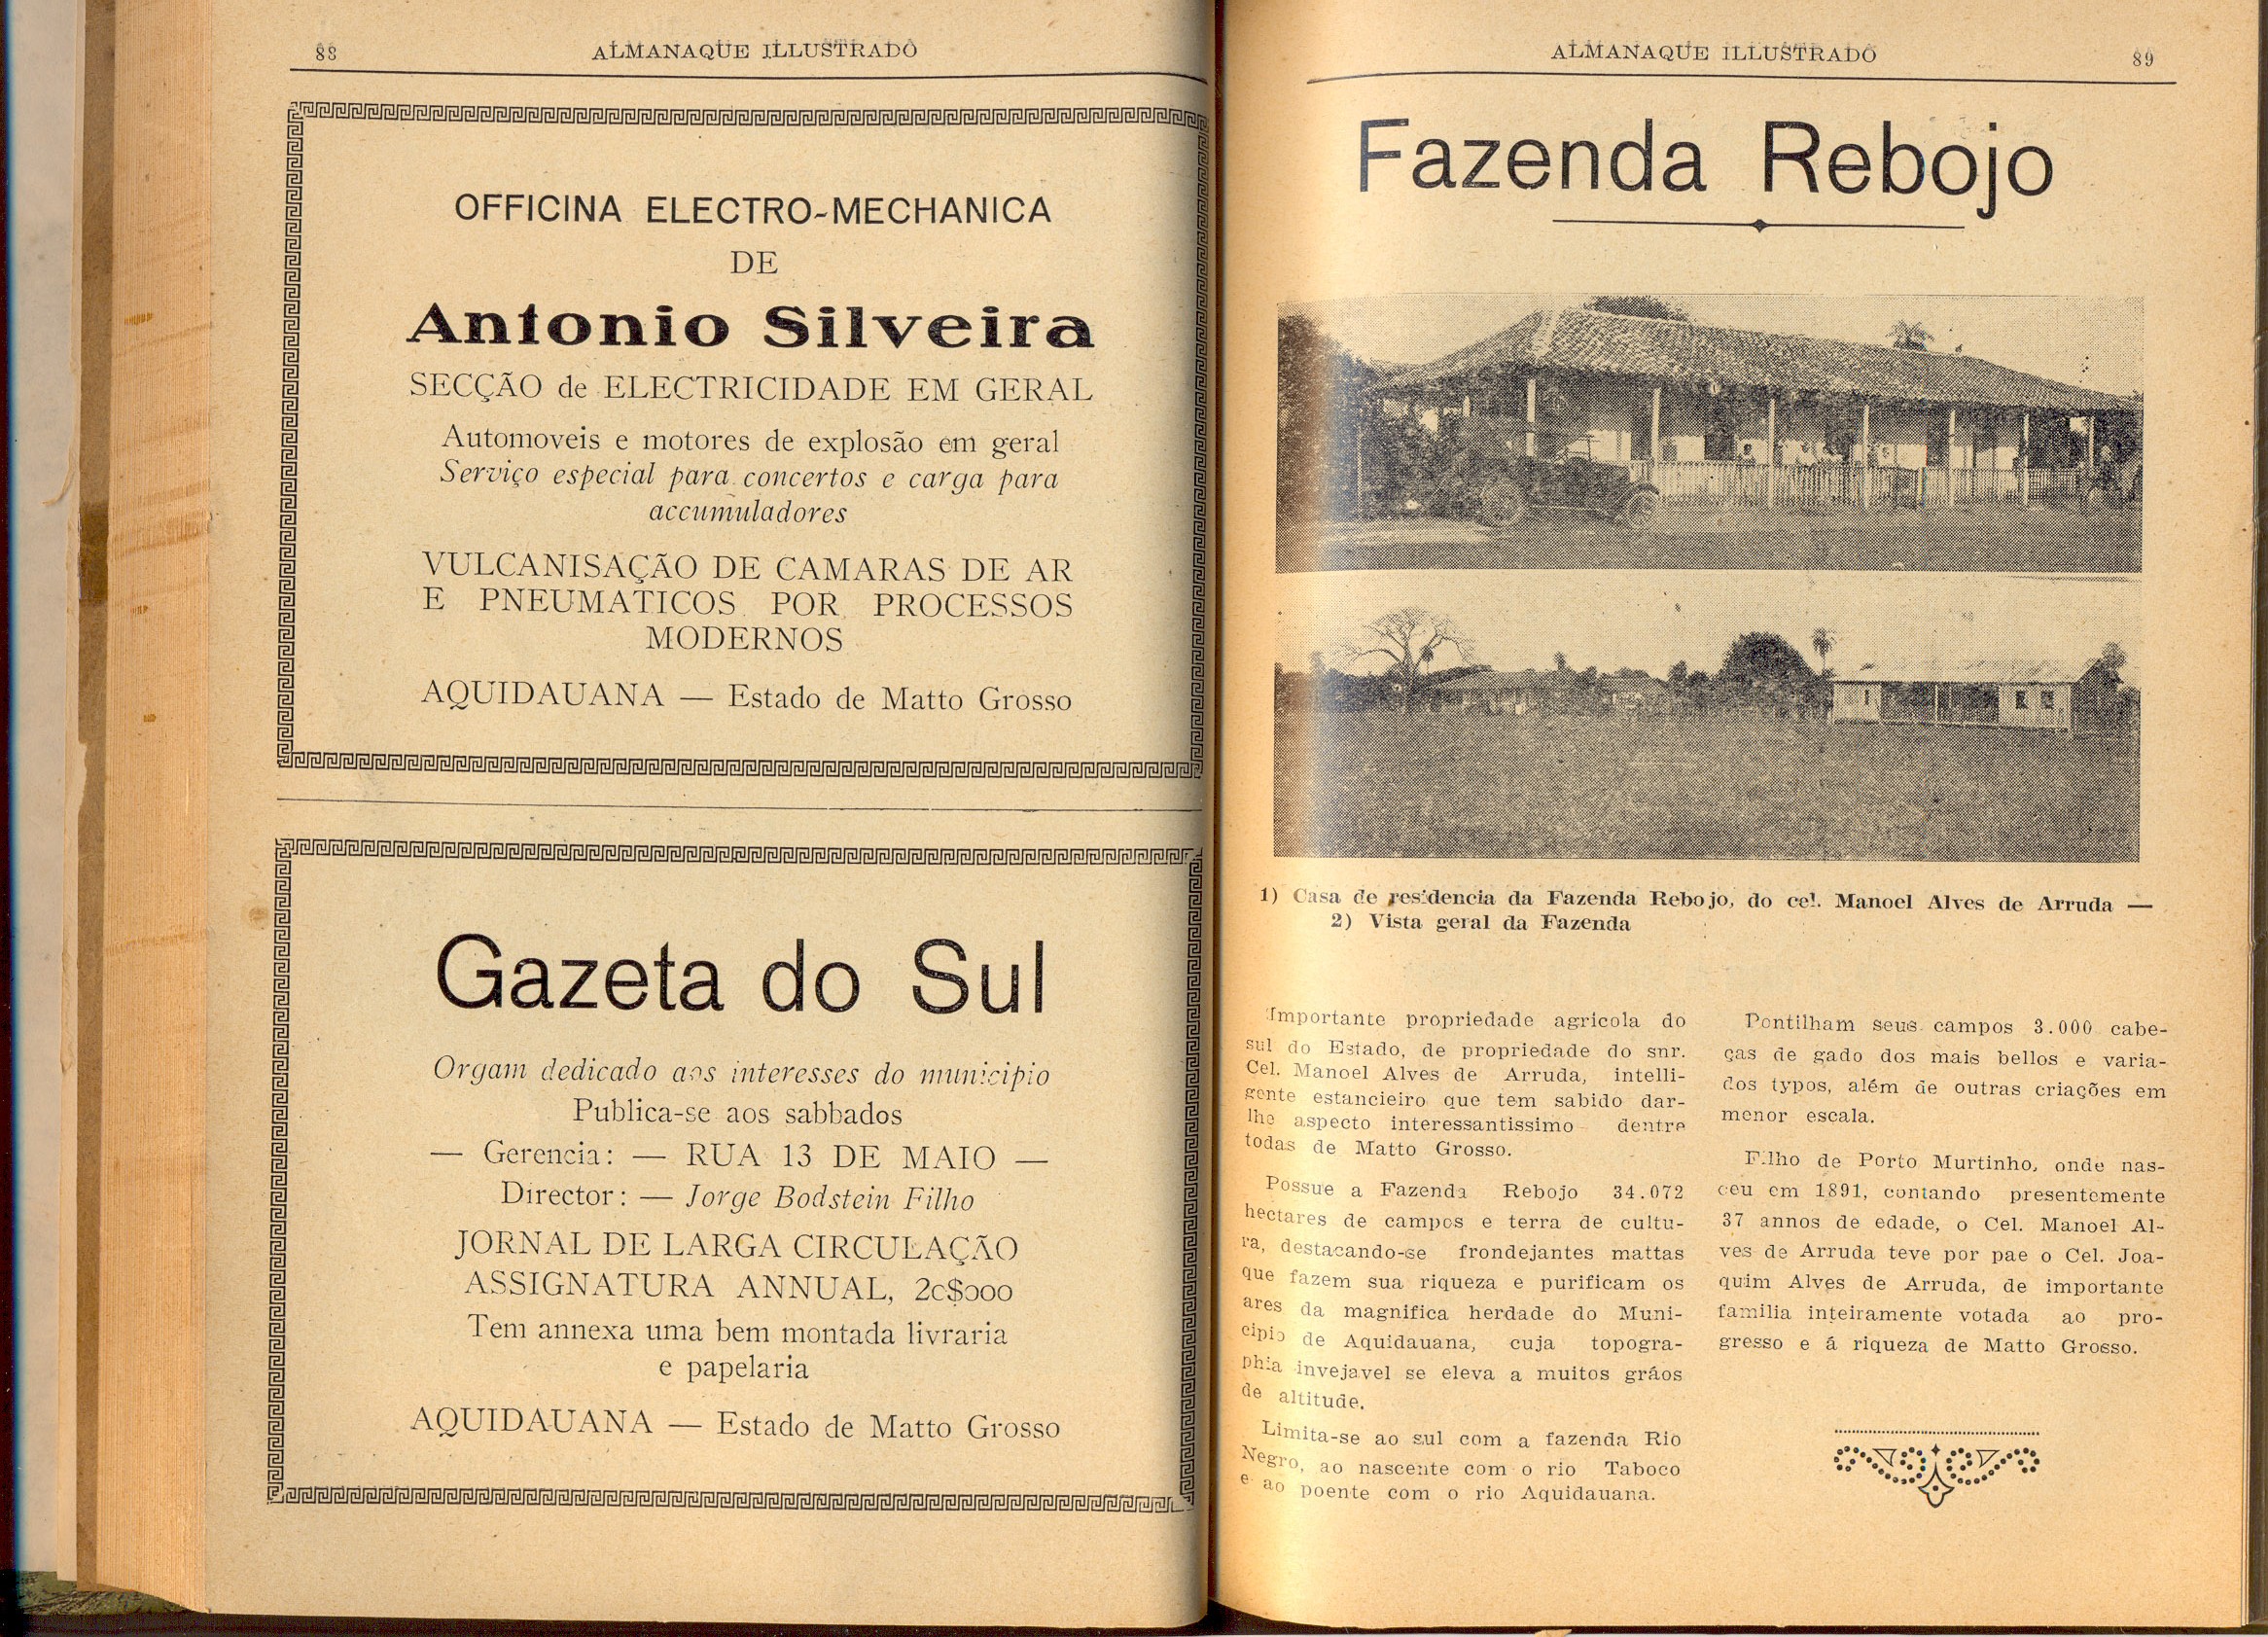 88
ALMANAQUE ILLUSTRADO
OFFICINA ELECTRO-MECHANICA
DE
Antonio Silveira
SECÇÃO de ELECTRICIDADE EM GERAL
Automoveis e motores de explosão em geral
Serviço especial para concertos e carga para
accumuladores
VULCANISAÇÃO DE CAMARAS DE AR
E PNEUMATICOS POR PROCESSOS
MODERNOS
AQUIDAUANA — Estado de Matto Grosso
Gazeta do Sul
Orgam dedicado aos interesses do municipio
Publica-se aos sabbados
— Gerencia: — RUA 13 DE MAIO —
Director: — Jorge Bodstein Filho
JORNAL DE LARGA CIRCULAÇÃO
ASSIGNATURA ANNUAL, 20$000
Tem annexa uma bem montada livraria
e papelaria
AQUIDAUANA — Estado de Matto Grosso
ALMANAQUE ILLUSTRADO
89
Fazenda Rebojo
1) Casa de residencia da Fazenda Rebojo, do cel. Manoel Alves de Arruda —
2) Vista geral da Fazenda
Importante propriedade agricola do
sul do Estado, de propriedade do snr.
Cel. Manoel Alves de Arruda, intelli-
gente estancieiro que tem sabido dar-
lhe aspecto interessantissimo dentre
todas de Matto Grosso.
Possue a Fazenda Rebojo 34.072
hectares de campos e terra de cultu-
ra, destacando-se frondejantes mattas
que fazem sua riqueza e purificam os
ares da magnifica herdade do Muni-
cipio de Aquidauana, cuja topogra-
phia invejavel se eleva a muitos gráos
de altitude.
Limita-se ao sul com a fazenda Rio
Negro, ao nascente com o rio Taboco
e ao poente com o rio Aquidauana.
Pontilham seus campos 3.000 cabe-
ças de gado dos mais bellos e varia-
dos typos, além de outras criações em
menor escala.
Filho de Porto Murtinho, onde nas-
ceu em 1891, contando presentemente
37 annos de edade, o Cel. Manoel Al-
ves de Arruda teve por pae o Cel. Joa-
quim Alves de Arruda, de importante
familia inteiramente votada ao pro-
gresso e á riqueza de Matto Grosso.